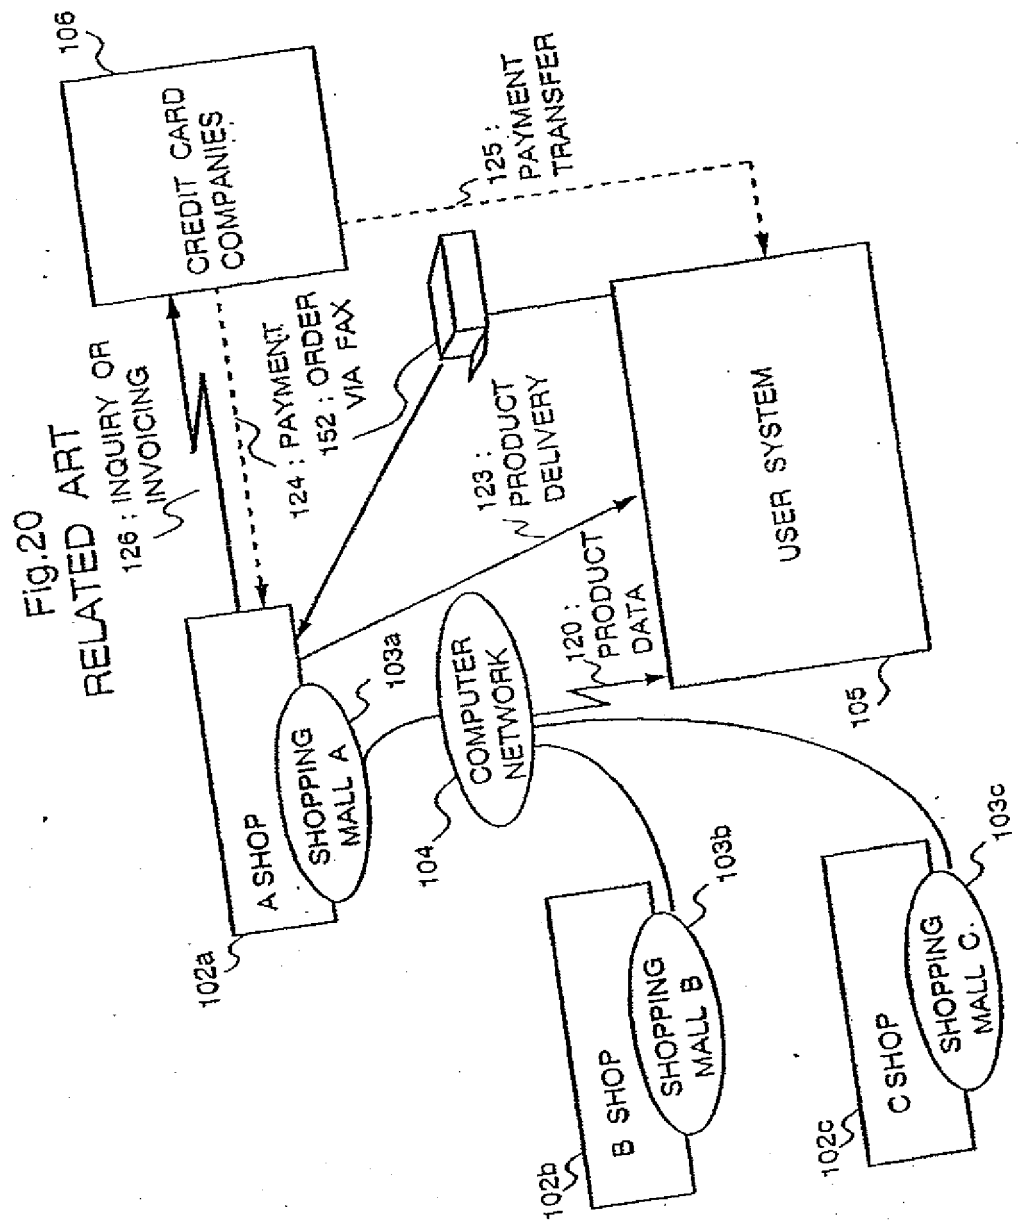 Fig.20
RELATED ART
106
CREDIT CARD
COMPANIES
126 : INQUIRY OR
INVOICING
124 : PAYMENT
152 : ORDER
VIA FAX
125 :
PAYMENT
TRANSFER
123 :
PRODUCT
DELIVERY
102a
A SHOP
SHOPPING
MALL A
103a
104
COMPUTER
NETWORK
120 :
PRODUCT
DATA
USER SYSTEM
105
102b
B SHOP
SHOPPING
MALL B
103b
102c
C SHOP
SHOPPING
MALL C.
103c